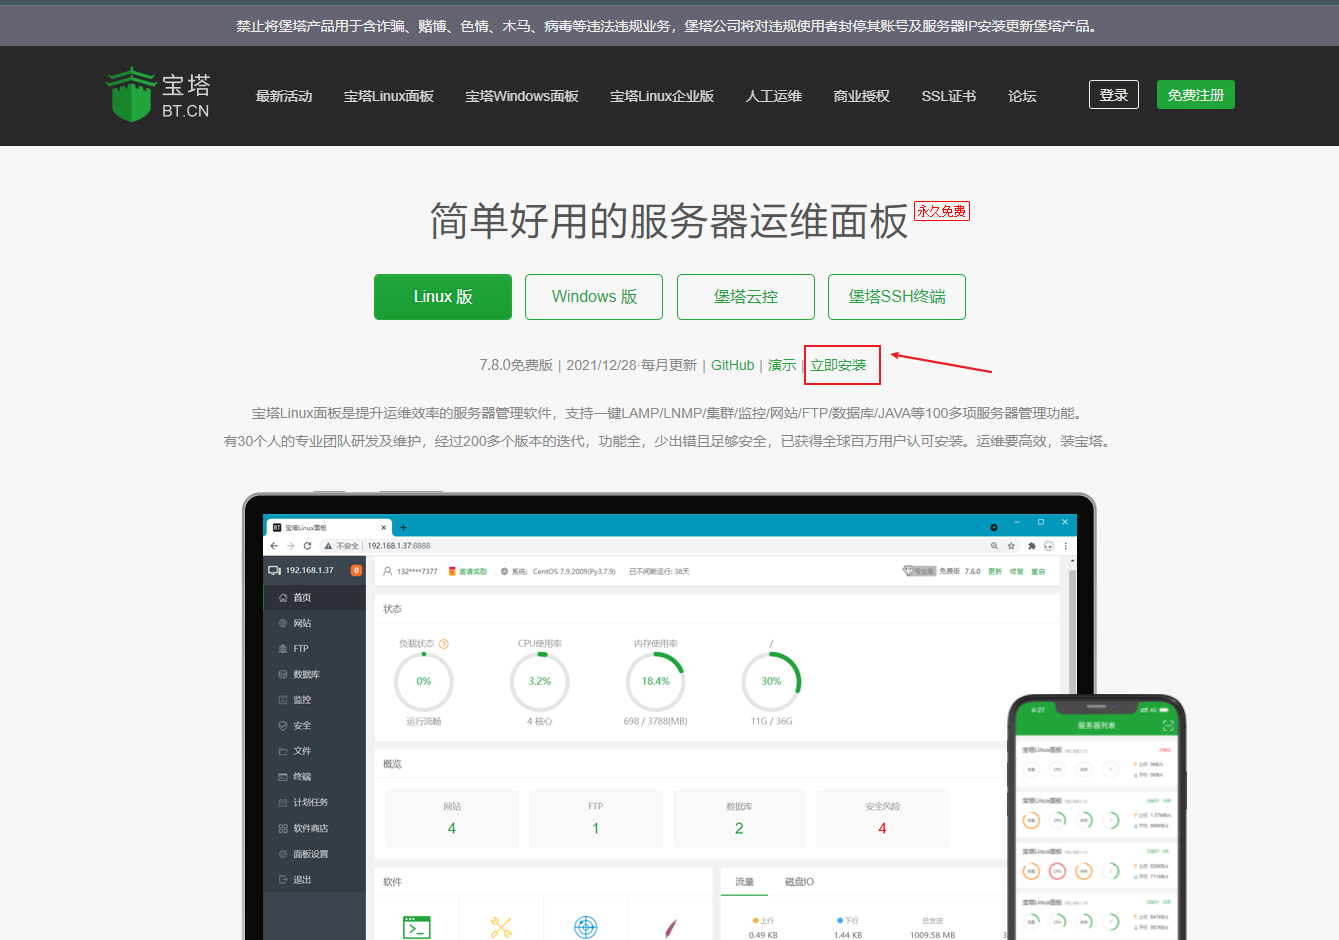 禁止将堡塔产品用于含诈骗、赌博、色情、木马、病毒等违法违规业务，堡塔公司将对违规使用者封停其账号及服务器IP安装更新堡塔产品。
宝塔
BT.CN
最新活动 宝塔Linux面板 宝塔Windows面板 宝塔Linux企业版 人工运维 商业授权 SSL证书 论坛 登录 免费注册
简单好用的服务器运维面板 永久免费
Linux 版 Windows 版 堡塔云控 堡塔SSH终端
7.8.0免费版 | 2021/12/28·每月更新 | GitHub | 演示 | 立即安装
宝塔Linux面板是提升运维效率的服务器管理软件，支持一键LAMP/LNMP/集群/监控/网站/FTP/数据库/JAVA等100多项服务器管理功能。
有30个人的专业团队研发及维护，经过200多个版本的迭代，功能全，少出错且足够安全，已获得全球百万用户认可安装。运维要高效，装宝塔。
BT 宝塔Linux面板
不安全 | 192.168.1.37:8888
192.168.1.37 0
132****7377 邀请奖励 系统: CentOS 7.9.2009(Py3.7.9) 已不间断运行: 38天 专业版 免费版 7.6.0 更新 修复 重启
首页
网站
FTP
数据库
监控
安全
文件
终端
计划任务
软件商店
面板设置
退出
状态
负载状态 CPU使用率 内存使用率 /
0% 3.2% 18.4% 30%
运行流畅 4 核心 698 / 3788(MB) 11G / 36G
概览
网站 FTP 数据库 安全风险
4 1 2 4
软件
流量 磁盘IO
上行 下行 总发送
0.49 KB 1.44 KB 1009.58 MB
4:27
服务器列表
宝塔Linux面板
宝塔Linux面板
宝塔Linux面板
宝塔Linux面板